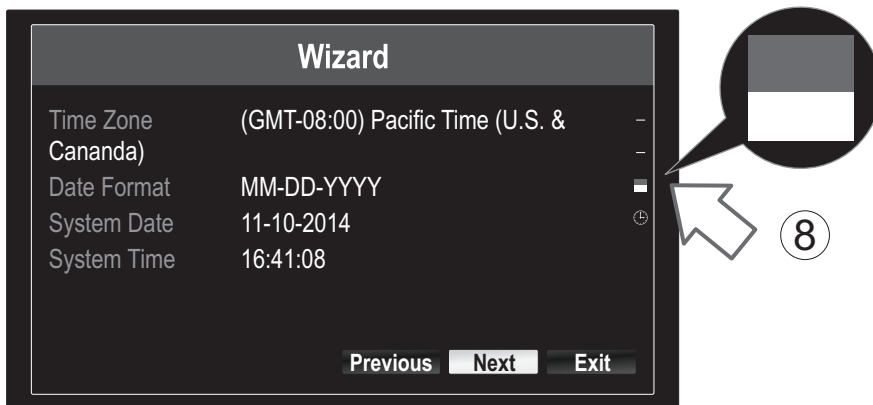 Wizard
Time Zone (GMT-08:00) Pacific Time (U.S. &
Cananda)
Date Format MM-DD-YYYY
System Date 11-10-2014
System Time 16:41:08
8
Previous Next Exit